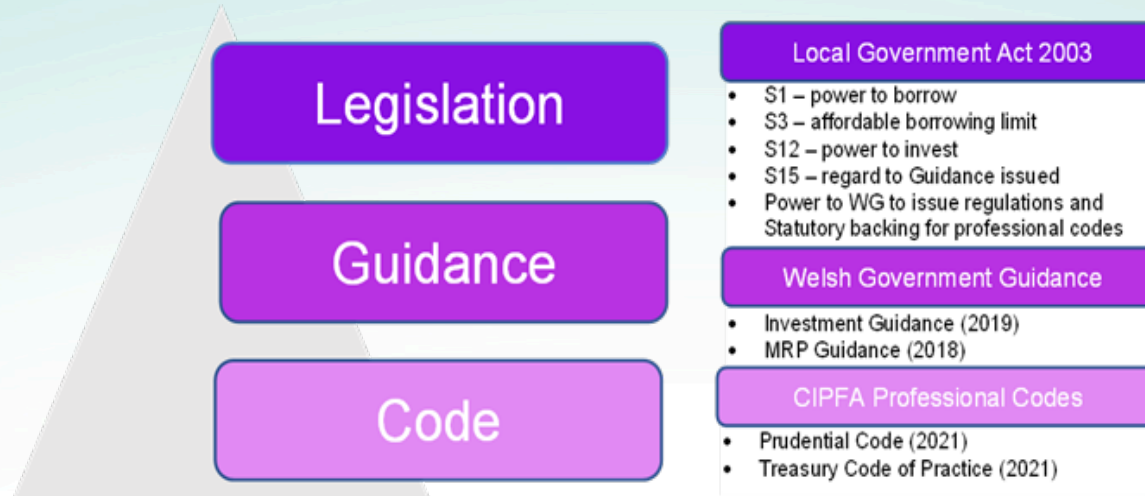 Legislation
Guidance
Code
Local Government Act 2003
• S1 – power to borrow
• S3 – affordable borrowing limit
• S12 – power to invest
• S15 – regard to Guidance issued
• Power to WG to issue regulations and
Statutory backing for professional codes
Welsh Government Guidance
• Investment Guidance (2019)
• MRP Guidance (2018)
CIPFA Professional Codes
• Prudential Code (2021)
• Treasury Code of Practice (2021)